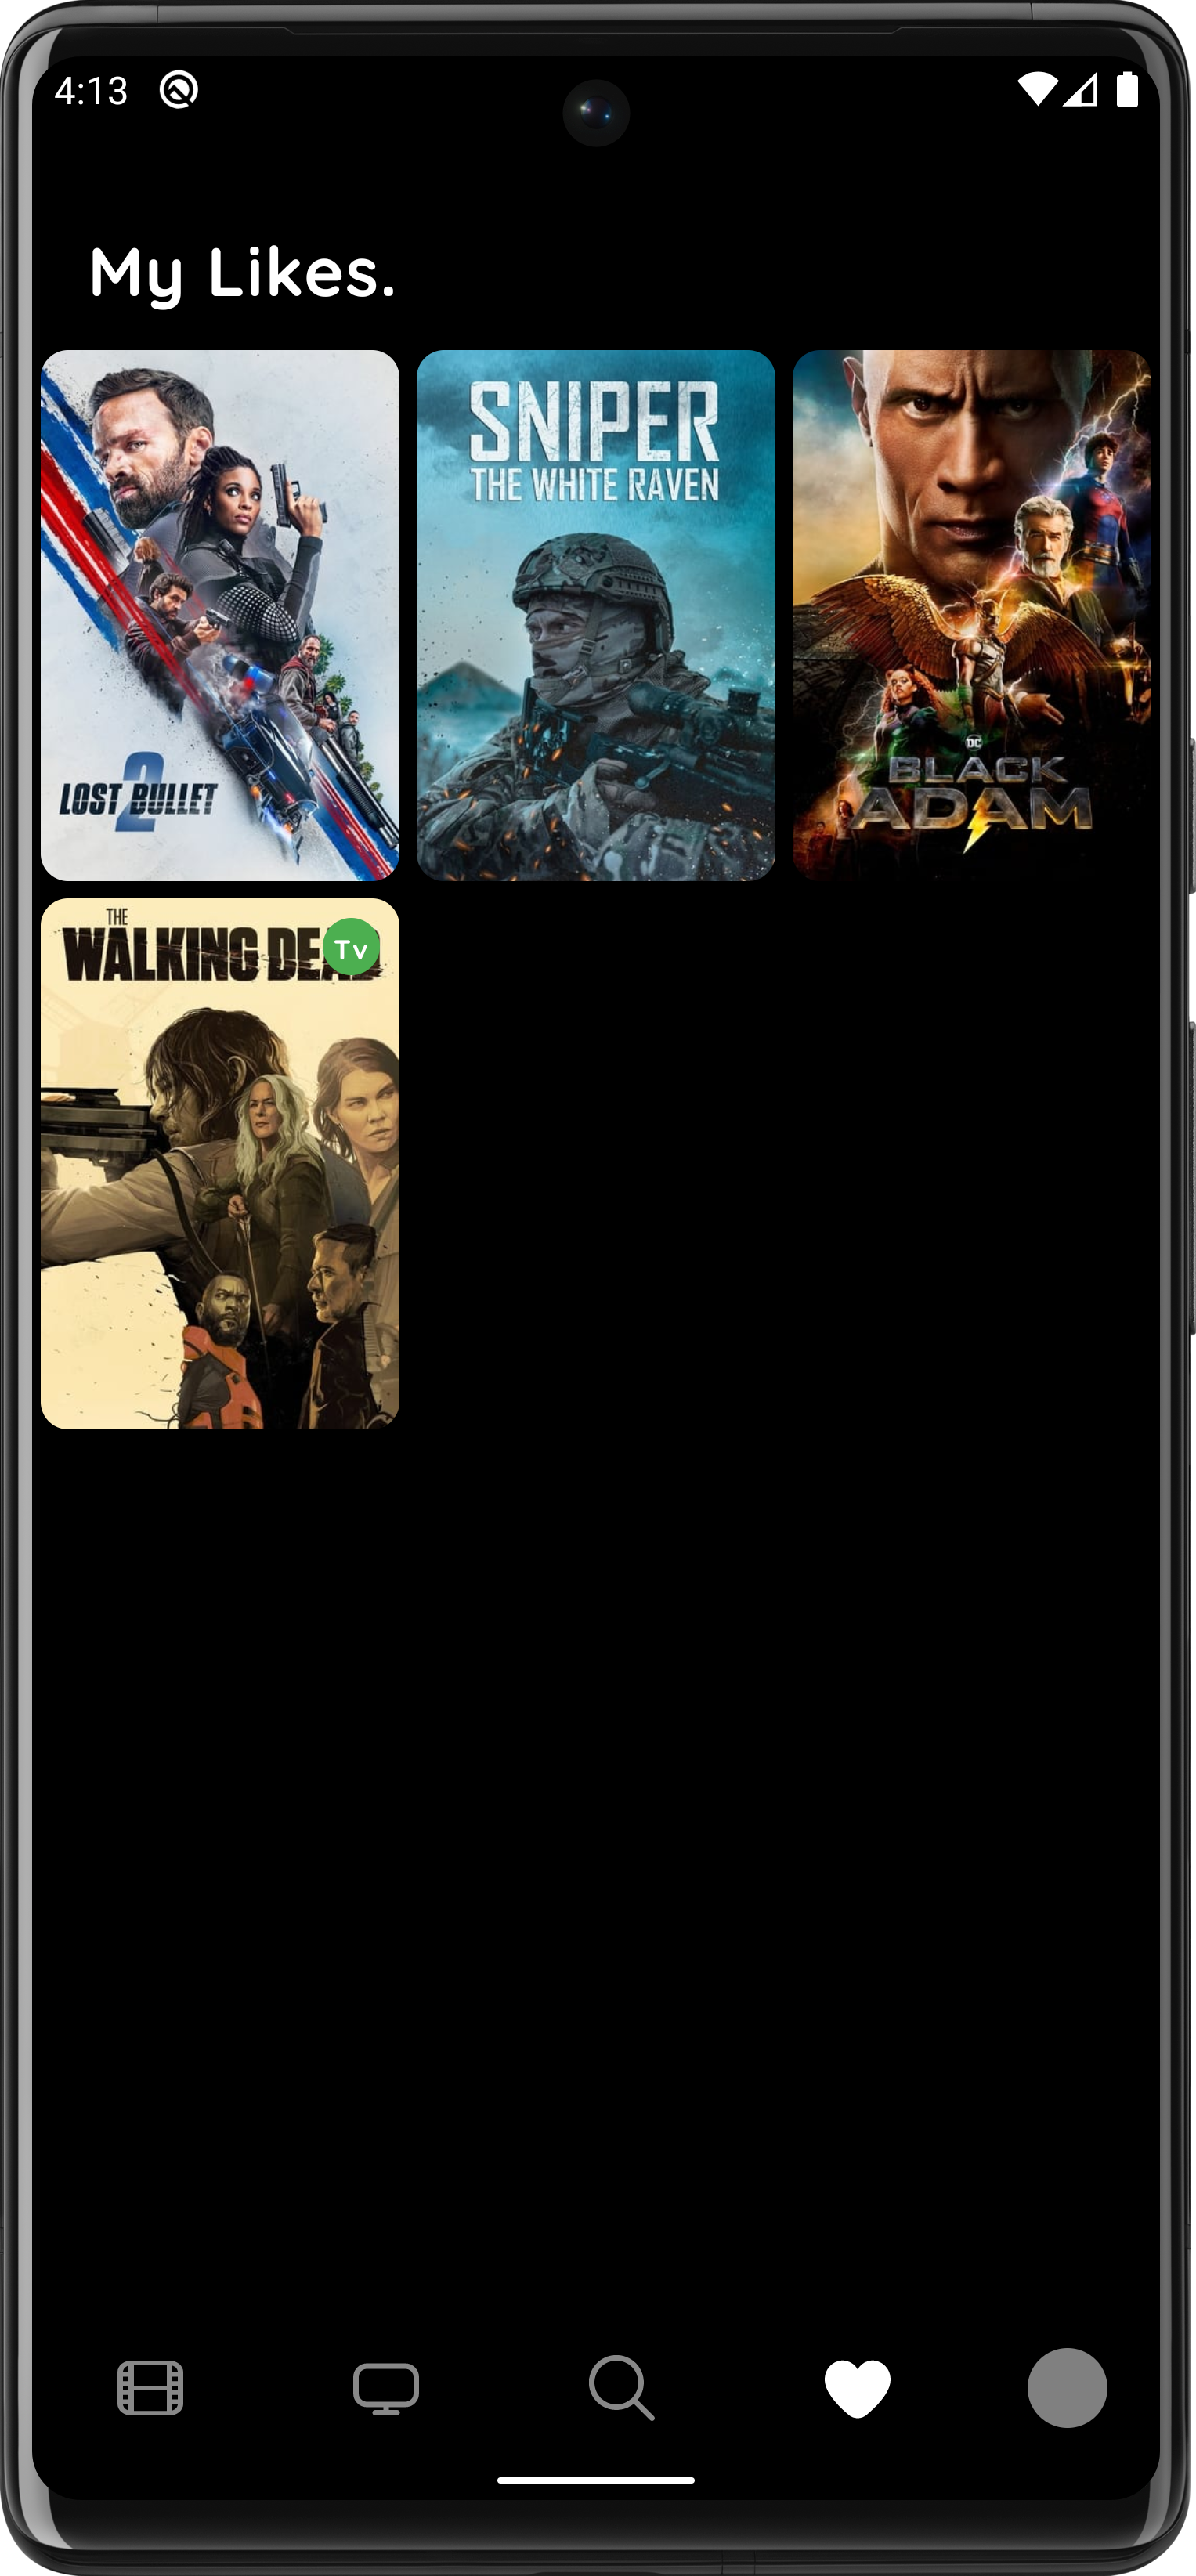 4:13
My Likes.
LOST BULLET
2
SNIPER
THE WHITE RAVEN
DC
BLACK
ADAM
THE
WALKING DEAD
Tv